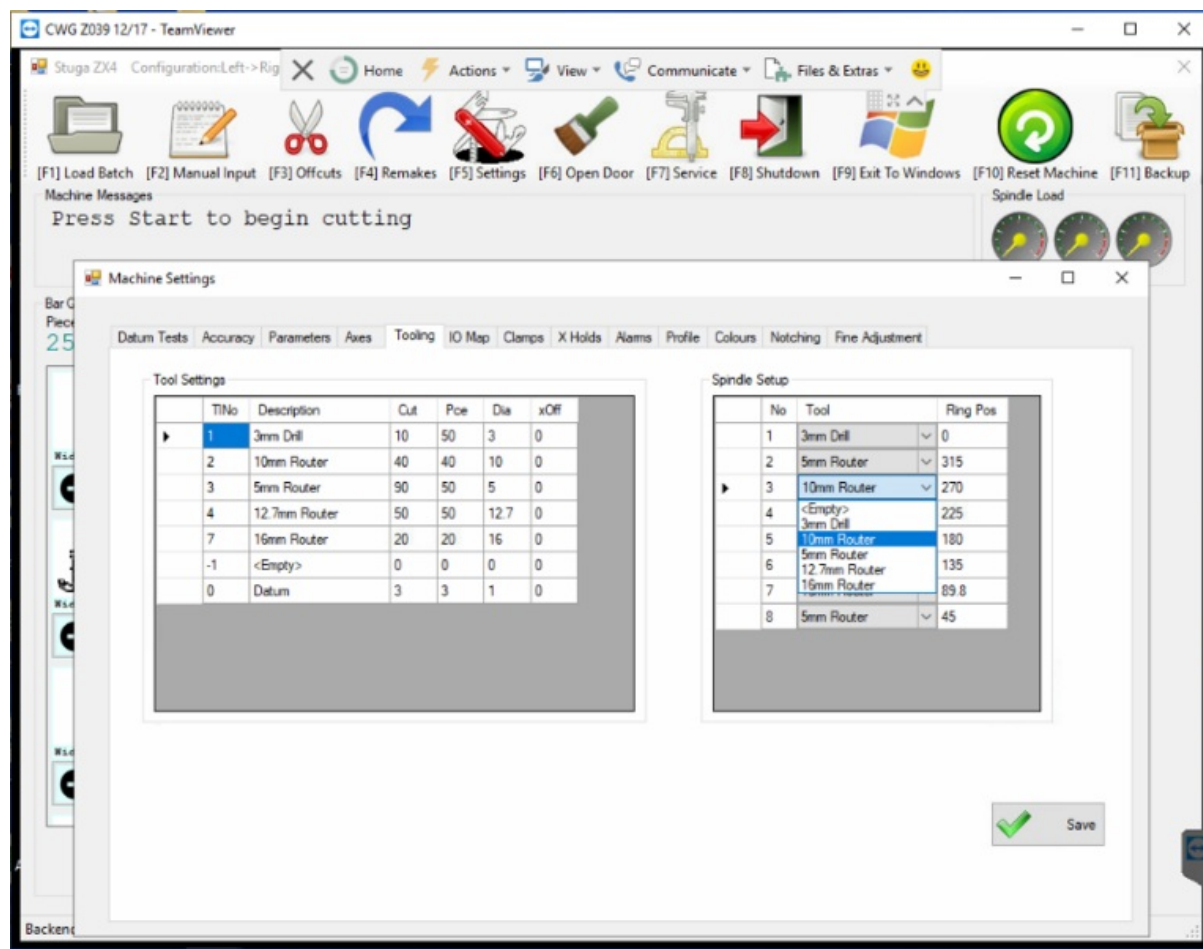 CWG Z039 12/17 - TeamViewer
Stuga ZX4 Configuration:Left->Rig
Home Actions View Communicate Files & Extras
[F1] Load Batch [F2] Manual Input [F3] Offcuts [F4] Remakes [F5] Settings [F6] Open Door [F7] Service [F8] Shutdown [F9] Exit To Windows [F10] Reset Machine [F11] Backup
Machine Messages Spindle Load
Press Start to begin cutting
Machine Settings
Datum Tests Accuracy Parameters Axes Tooling IO Map Clamps X Holds Alarms Profile Colours Notching Fine Adjustment
Tool Settings Spindle Setup
TlNo Description Cut Pce Dia xOff No Tool Ring Pos
1 3mm Drill 10 50 3 0 1 3mm Drill 0
2 10mm Router 40 40 10 0 2 5mm Router 315
3 5mm Router 90 50 5 0 3 10mm Router 270
4 12.7mm Router 50 50 12.7 0 4 <Empty> 225
3mm Drill
7 16mm Router 20 20 16 0 5 10mm Router 180
5mm Router
-1 <Empty> 0 0 0 0 6 12.7mm Router 135
16mm Router
0 Datum 3 3 1 0 7 89.8
8 5mm Router 45
Save
Bar
Piece
25
Backend